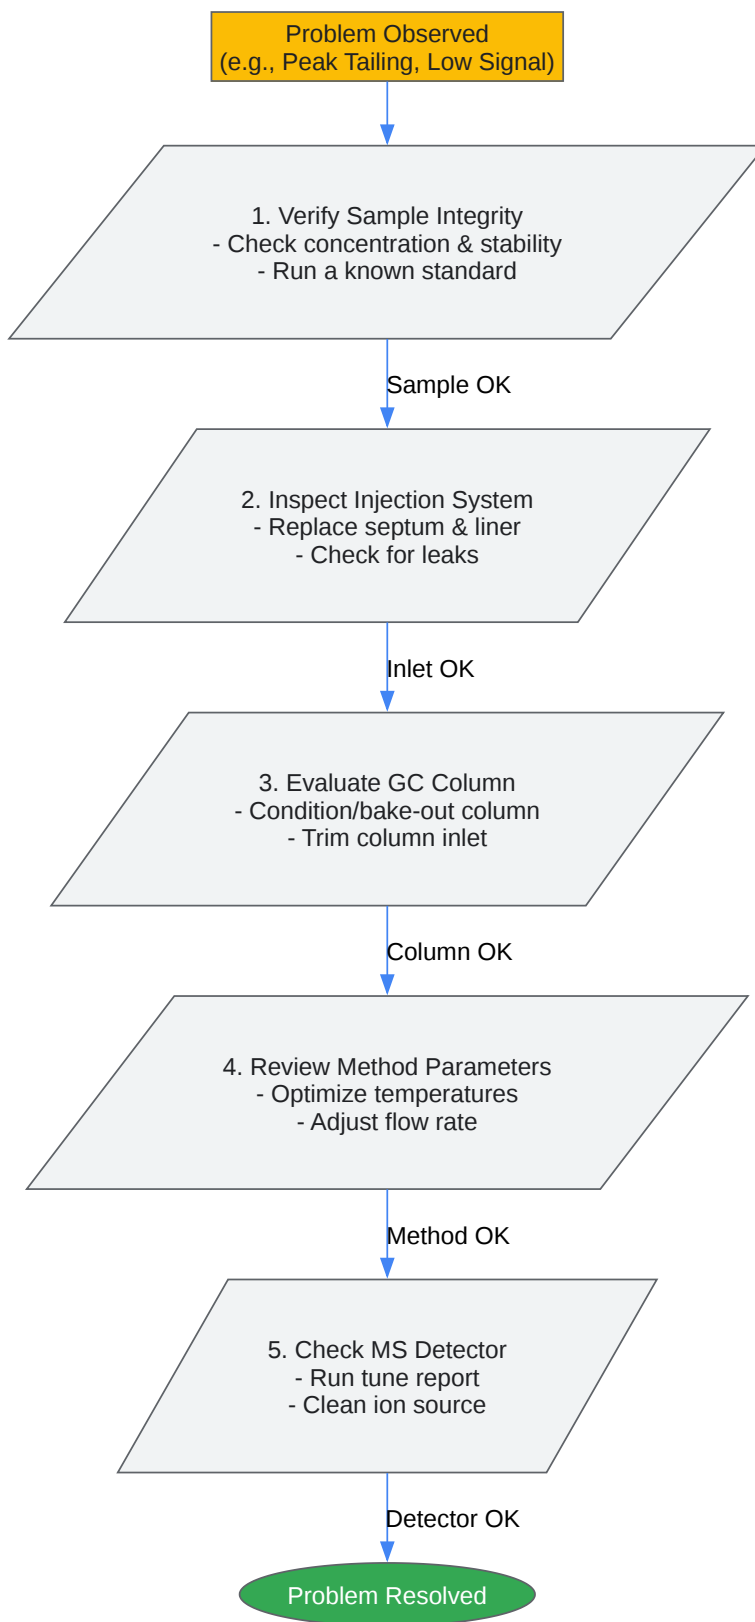 Problem Observed
(e.g., Peak Tailing, Low Signal)
1. Verify Sample Integrity
- Check concentration & stability
- Run a known standard
Sample OK
2. Inspect Injection System
- Replace septum & liner
- Check for leaks
Inlet OK
3. Evaluate GC Column
- Condition/bake-out column
- Trim column inlet
Column OK
4. Review Method Parameters
- Optimize temperatures
- Adjust flow rate
Method OK
5. Check MS Detector
- Run tune report
- Clean ion source
Detector OK
Problem Resolved